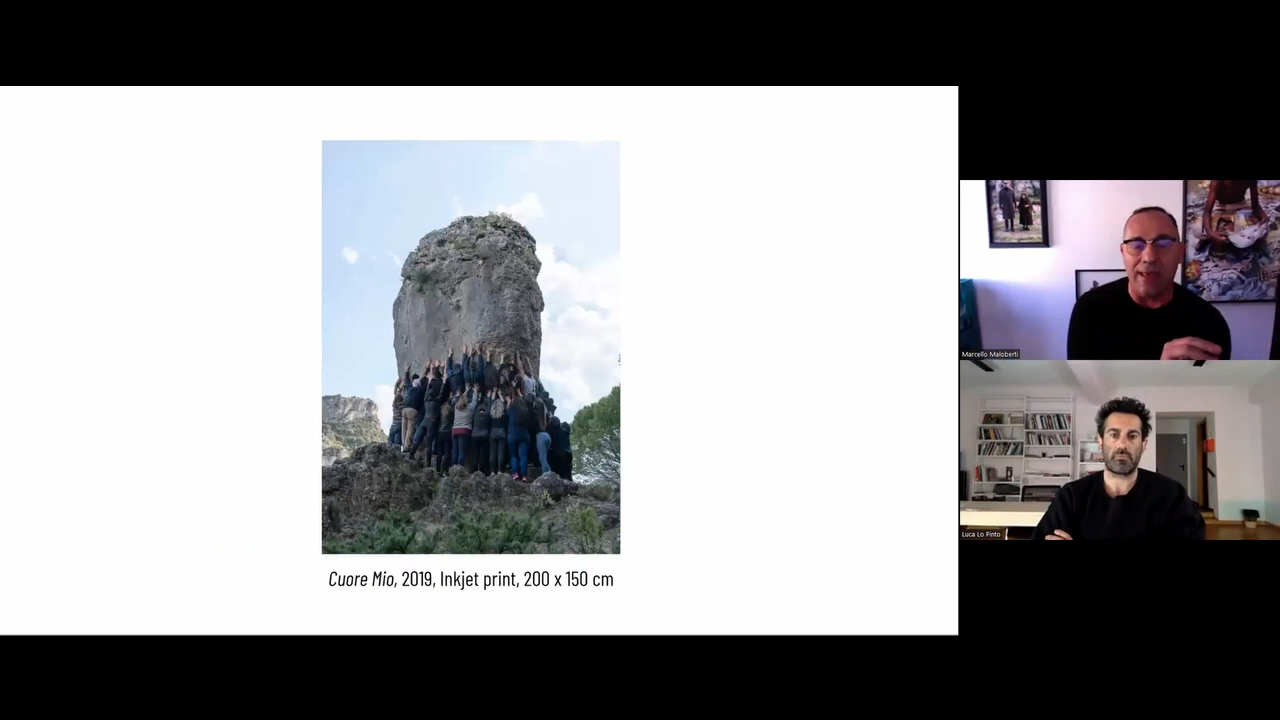 Cuore Mio, 2019, Inkjet print, 200 x 150 cm
Marcello Maloberti
Luca Lo Pinto